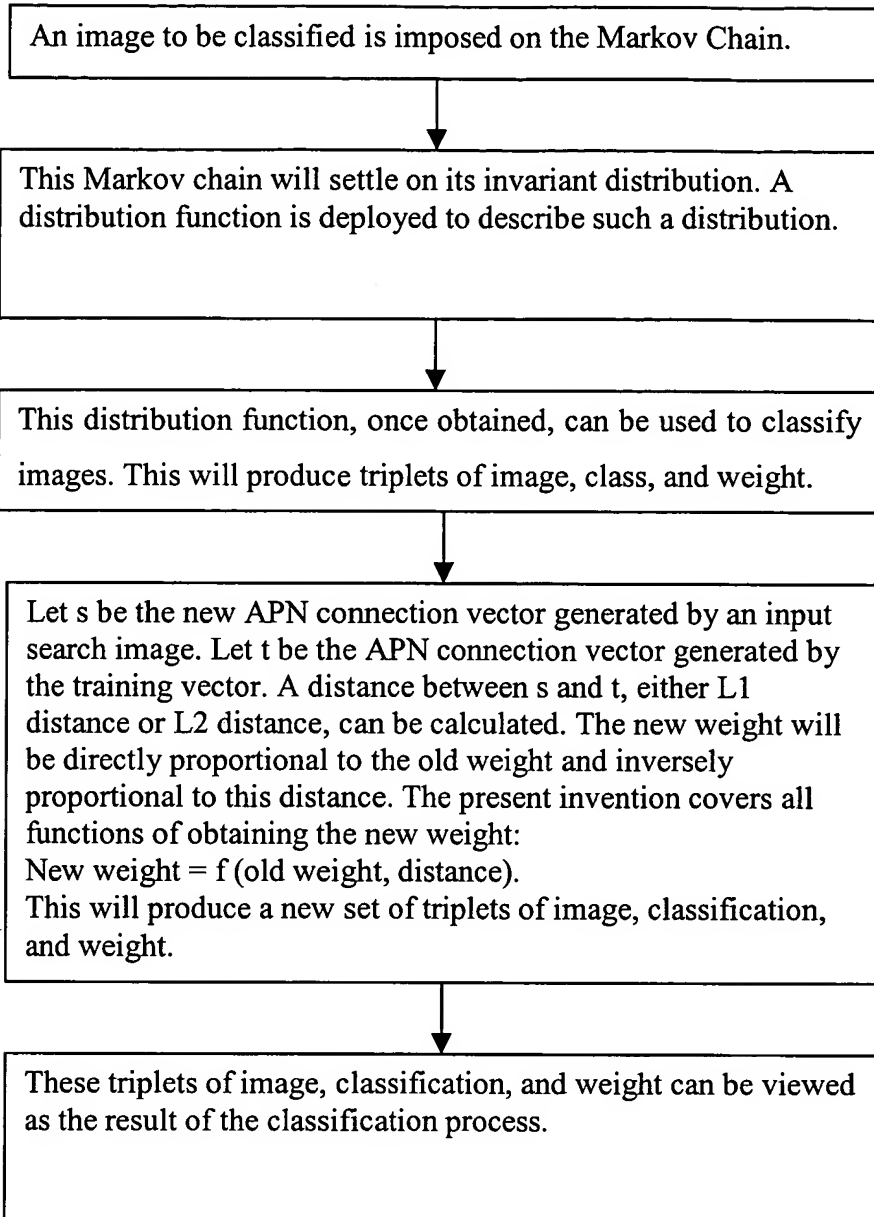 An image to be classified is imposed on the Markov Chain.
This Markov chain will settle on its invariant distribution. A
distribution function is deployed to describe such a distribution.
This distribution function, once obtained, can be used to classify
images. This will produce triplets of image, class, and weight.
Let s be the new APN connection vector generated by an input
search image. Let t be the APN connection vector generated by
the training vector. A distance between s and t, either L1
distance or L2 distance, can be calculated. The new weight will
be directly proportional to the old weight and inversely
proportional to this distance. The present invention covers all
functions of obtaining the new weight:
New weight = f (old weight, distance).
This will produce a new set of triplets of image, classification,
and weight.
These triplets of image, classification, and weight can be viewed
as the result of the classification process.